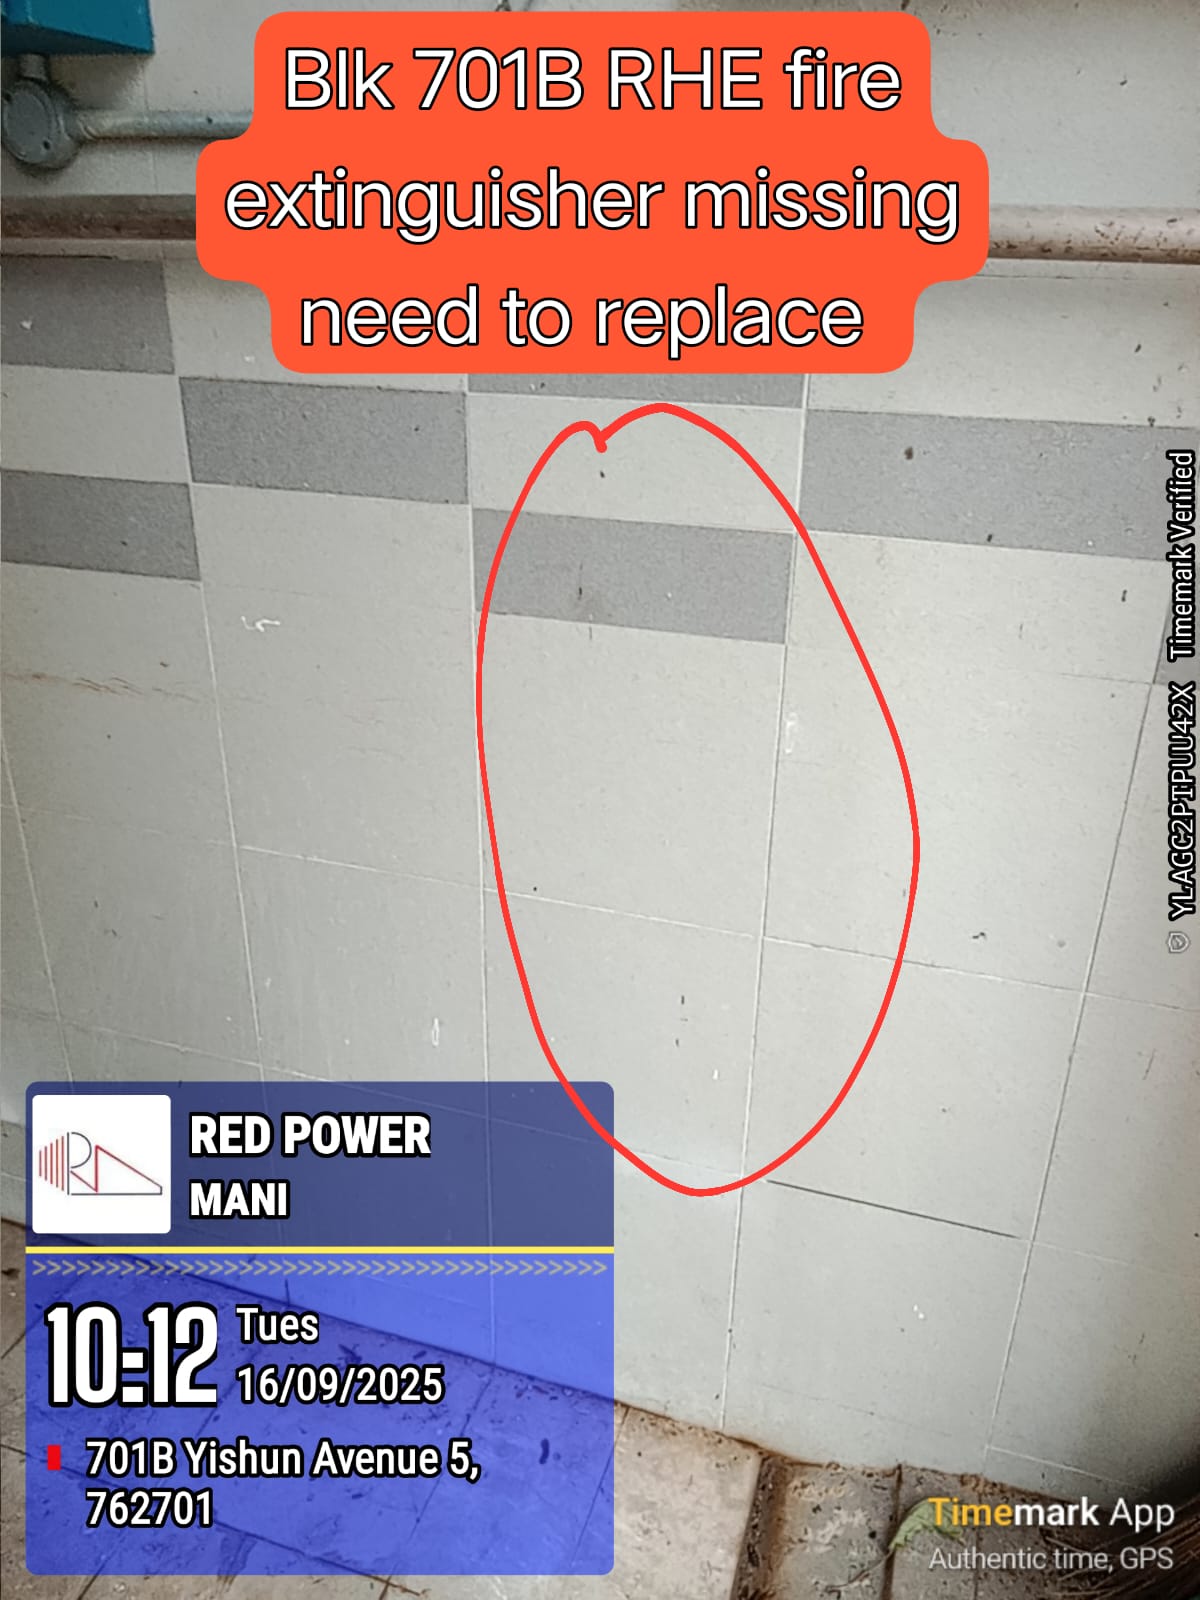 Blk 701B RHE fire
extinguisher missing
need to replace
RED POWER
MANI
10:12
Tues
16/09/2025
701B Yishun Avenue 5,
762701
Timemark App
Authentic time, GPS
YLAGC2PTPUU42X Timemark Verified